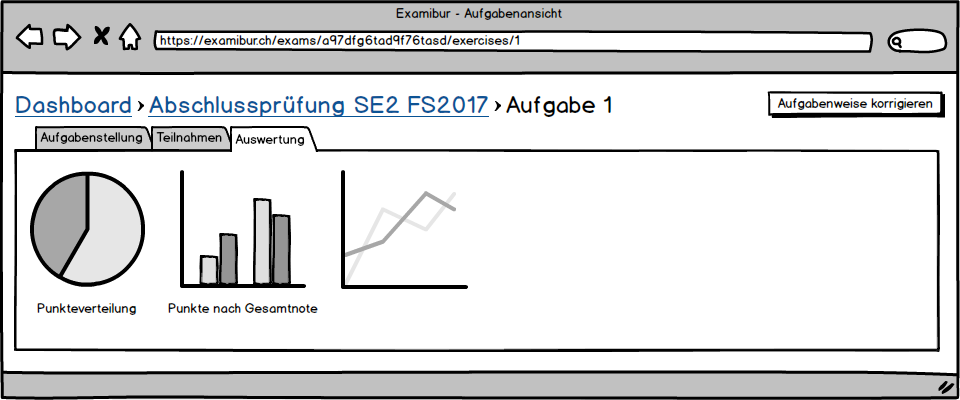 Examibur - Aufgabenansicht
https://examibur.ch/exams/a97dfg6tad9f76tasd/exercises/1
Dashboard › Abschlussprüfung SE2 FS2017 › Aufgabe 1
Aufgabenweise korrigieren
Aufgabenstellung Teilnahmen Auswertung
Punkteverteilung Punkte nach Gesamtnote